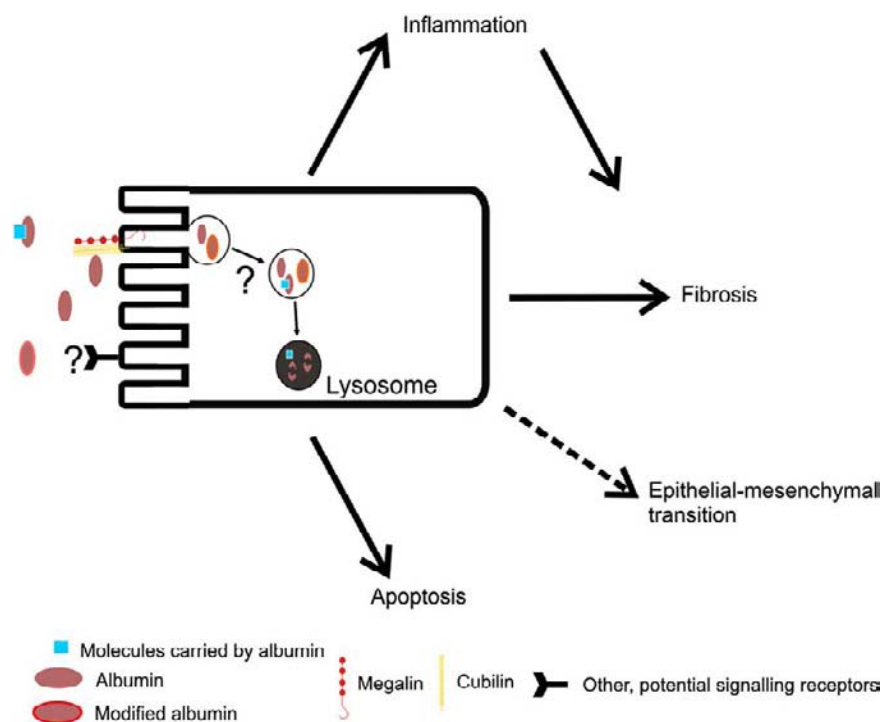 Inflammation
?
Fibrosis
?
Lysosome
Epithelial-mesenchymall
transition
Apoptosis
Molecules carried by albumin
Albumin
Modified albumin
Megalin
Cubilin
Other, potential signalling receptors